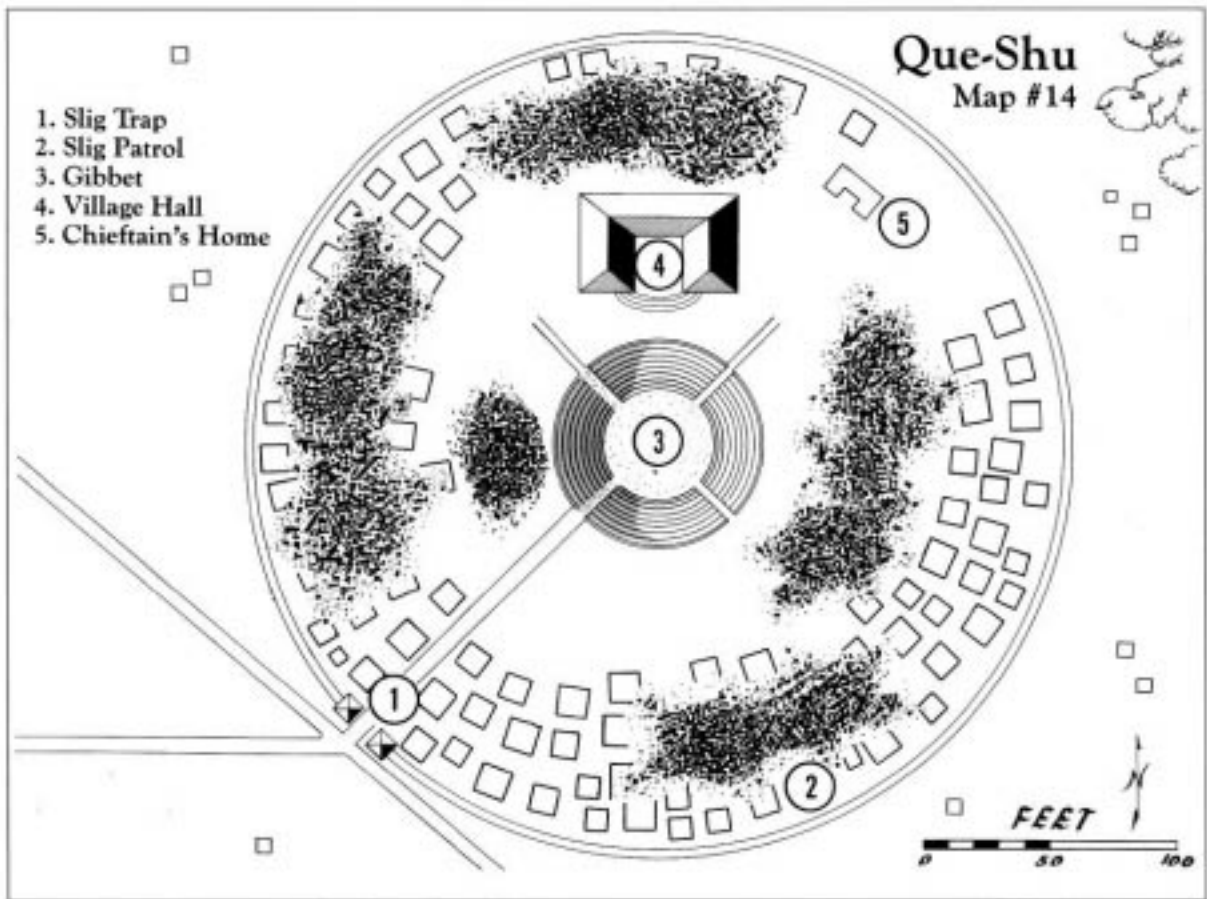 Que-Shu
Map #14
1. Slig Trap
2. Slig Patrol
3. Gibbet
4. Village Hall
5. Chieftain's Home
5
4
3
1
2
N
FEET
0 50 100